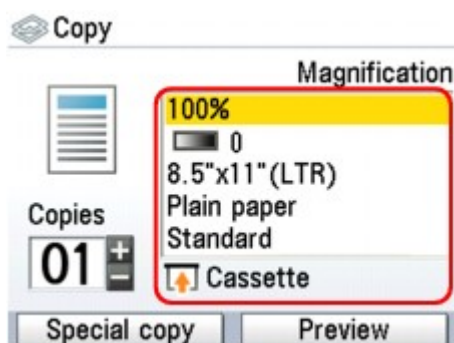 Copy
Magnification
100%
0
8.5"x11"(LTR)
Plain paper
Standard
Cassette
Copies
01
Special copy
Preview